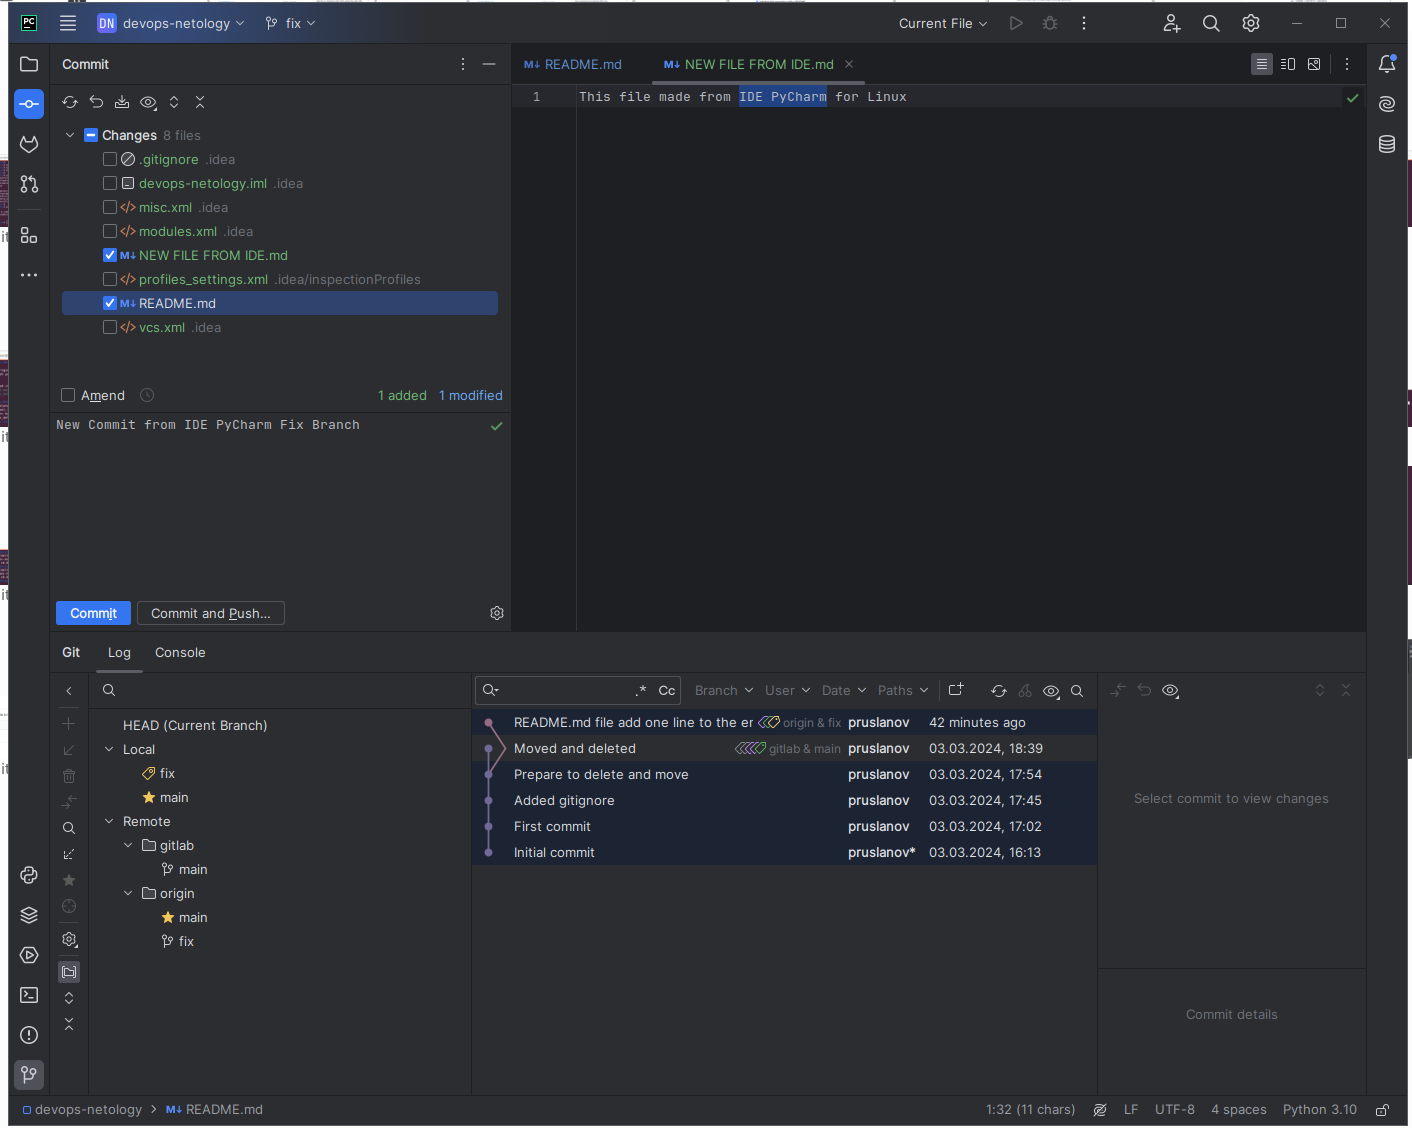 PC
DN devops-netology
fix
Current File
Commit
README.md
NEW FILE FROM IDE.md
1 This file made from IDE PyCharm for Linux
Changes 8 files
.gitignore .idea
devops-netology.iml .idea
misc.xml .idea
modules.xml .idea
NEW FILE FROM IDE.md
profiles_settings.xml .idea/inspectionProfiles
README.md
vcs.xml .idea
Amend
1 added 1 modified
New Commit from IDE PyCharm Fix Branch
Commit
Commit and Push...
Git
Log
Console
.* Cc
Branch
User
Date
Paths
HEAD (Current Branch)
Local
fix
main
Remote
gitlab
main
origin
main
fix
README.md file add one line to the er origin & fix pruslanov 42 minutes ago
Moved and deleted gitlab & main pruslanov 03.03.2024, 18:39
Prepare to delete and move pruslanov 03.03.2024, 17:54
Added gitignore pruslanov 03.03.2024, 17:45
First commit pruslanov 03.03.2024, 17:02
Initial commit pruslanov* 03.03.2024, 16:13
Select commit to view changes
Commit details
devops-netology > README.md
1:32 (11 chars)
LF
UTF-8
4 spaces
Python 3.10